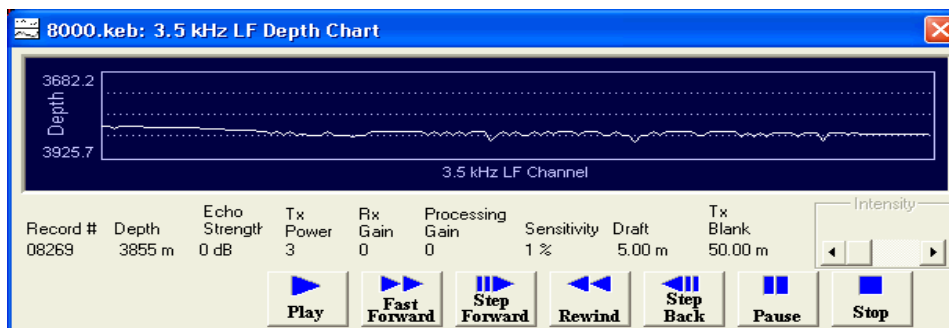 8000.keb: 3.5 kHz LF Depth Chart
3682.2
Depth
3925.7
3.5 kHz LF Channel
Intensity
Record # Depth Echo Strength Tx Power Rx Gain Processing Gain Sensitivity Draft Tx Blank
08269 3855 m 0 dB 3 0 0 1 % 5.00 m 50.00 m
Play Fast Forward Step Forward Rewind Step Back Pause Stop